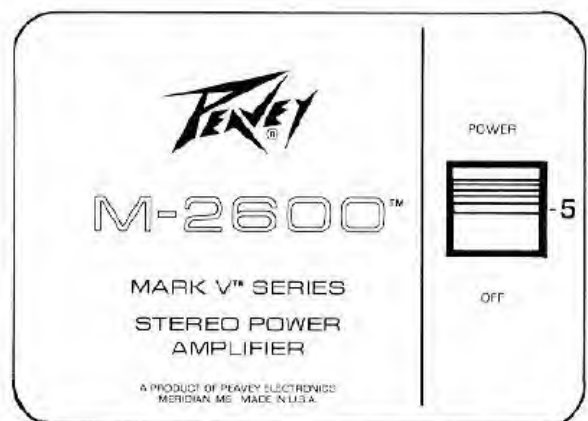 PEAVEY®
M-2600™
MARK V™ SERIES
STEREO POWER
AMPLIFIER
A PRODUCT OF PEAVEY ELECTRONICS
MERIDIAN, MS. MADE IN U.S.A.
POWER
-5
OFF